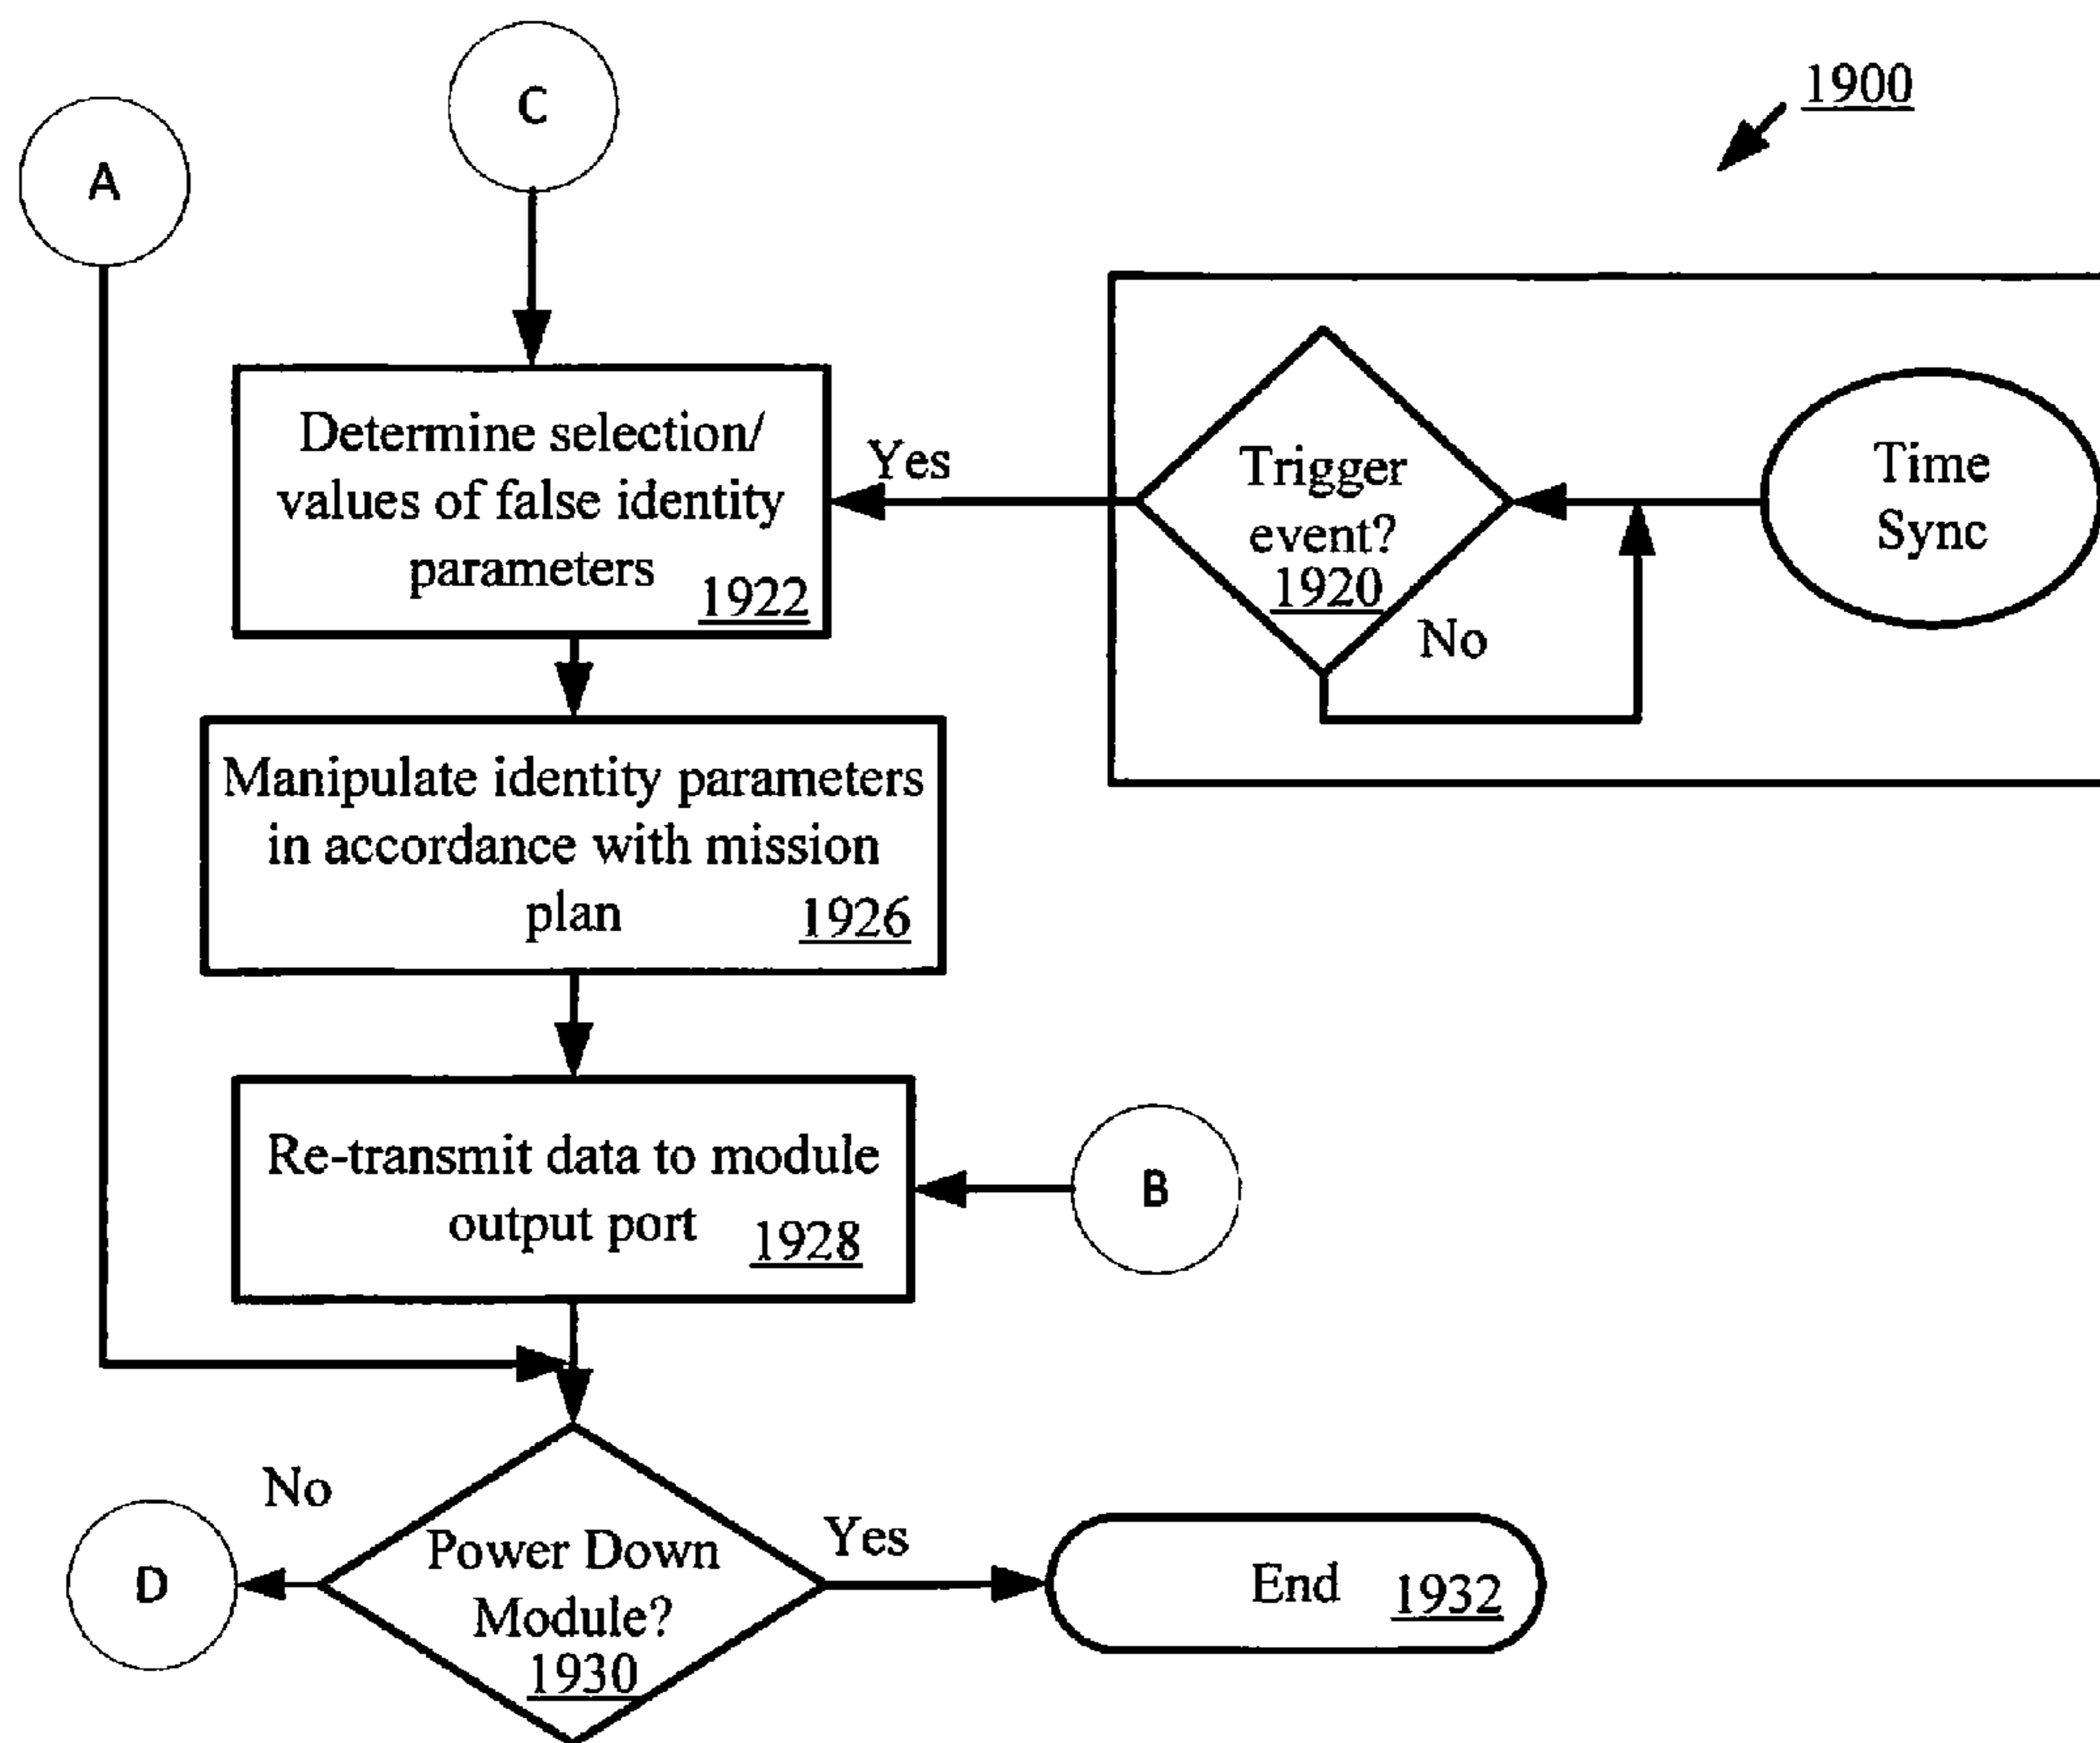 C
1900
A
Determine selection/
values of false identity
parameters
1922
Yes
Trigger
event?
1920
No
Time
Sync
Manipulate identity parameters
in accordance with mission
plan
1926
Re-transmit data to module
output port
1928
B
No
Power Down
Module?
1930
Yes
D
End
1932